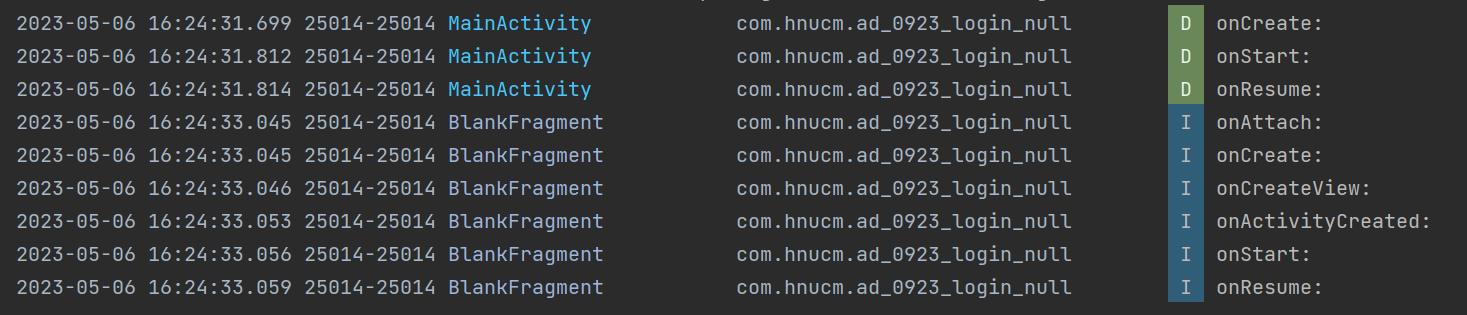 2023-05-06 16:24:31.699 25014-25014 MainActivity com.hnucm.ad_0923_login_null D onCreate:
2023-05-06 16:24:31.812 25014-25014 MainActivity com.hnucm.ad_0923_login_null D onStart:
2023-05-06 16:24:31.814 25014-25014 MainActivity com.hnucm.ad_0923_login_null D onResume:
2023-05-06 16:24:33.045 25014-25014 BlankFragment com.hnucm.ad_0923_login_null I onAttach:
2023-05-06 16:24:33.045 25014-25014 BlankFragment com.hnucm.ad_0923_login_null I onCreate:
2023-05-06 16:24:33.046 25014-25014 BlankFragment com.hnucm.ad_0923_login_null I onCreateView:
2023-05-06 16:24:33.053 25014-25014 BlankFragment com.hnucm.ad_0923_login_null I onActivityCreated:
2023-05-06 16:24:33.056 25014-25014 BlankFragment com.hnucm.ad_0923_login_null I onStart:
2023-05-06 16:24:33.059 25014-25014 BlankFragment com.hnucm.ad_0923_login_null I onResume: